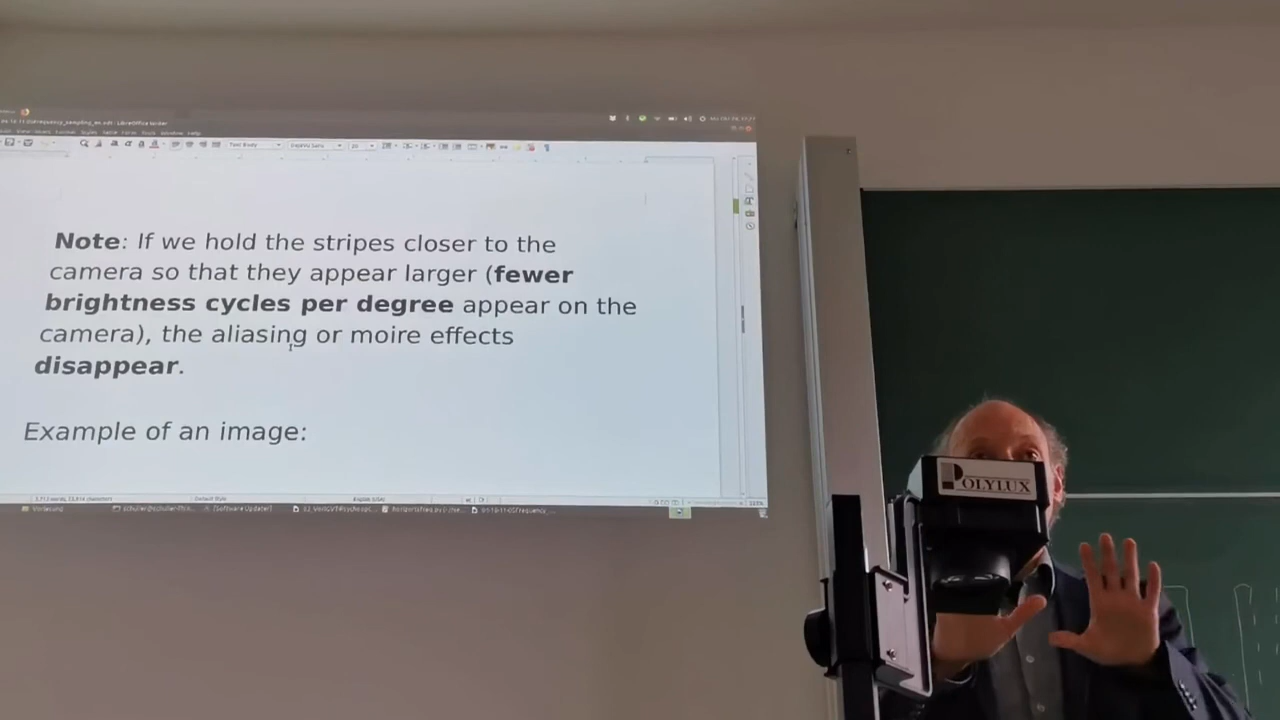 Note: If we hold the stripes closer to the
camera so that they appear larger (fewer
brightness cycles per degree appear on the
camera), the aliasing or moire effects
disappear.
Example of an image:
POLYLUX